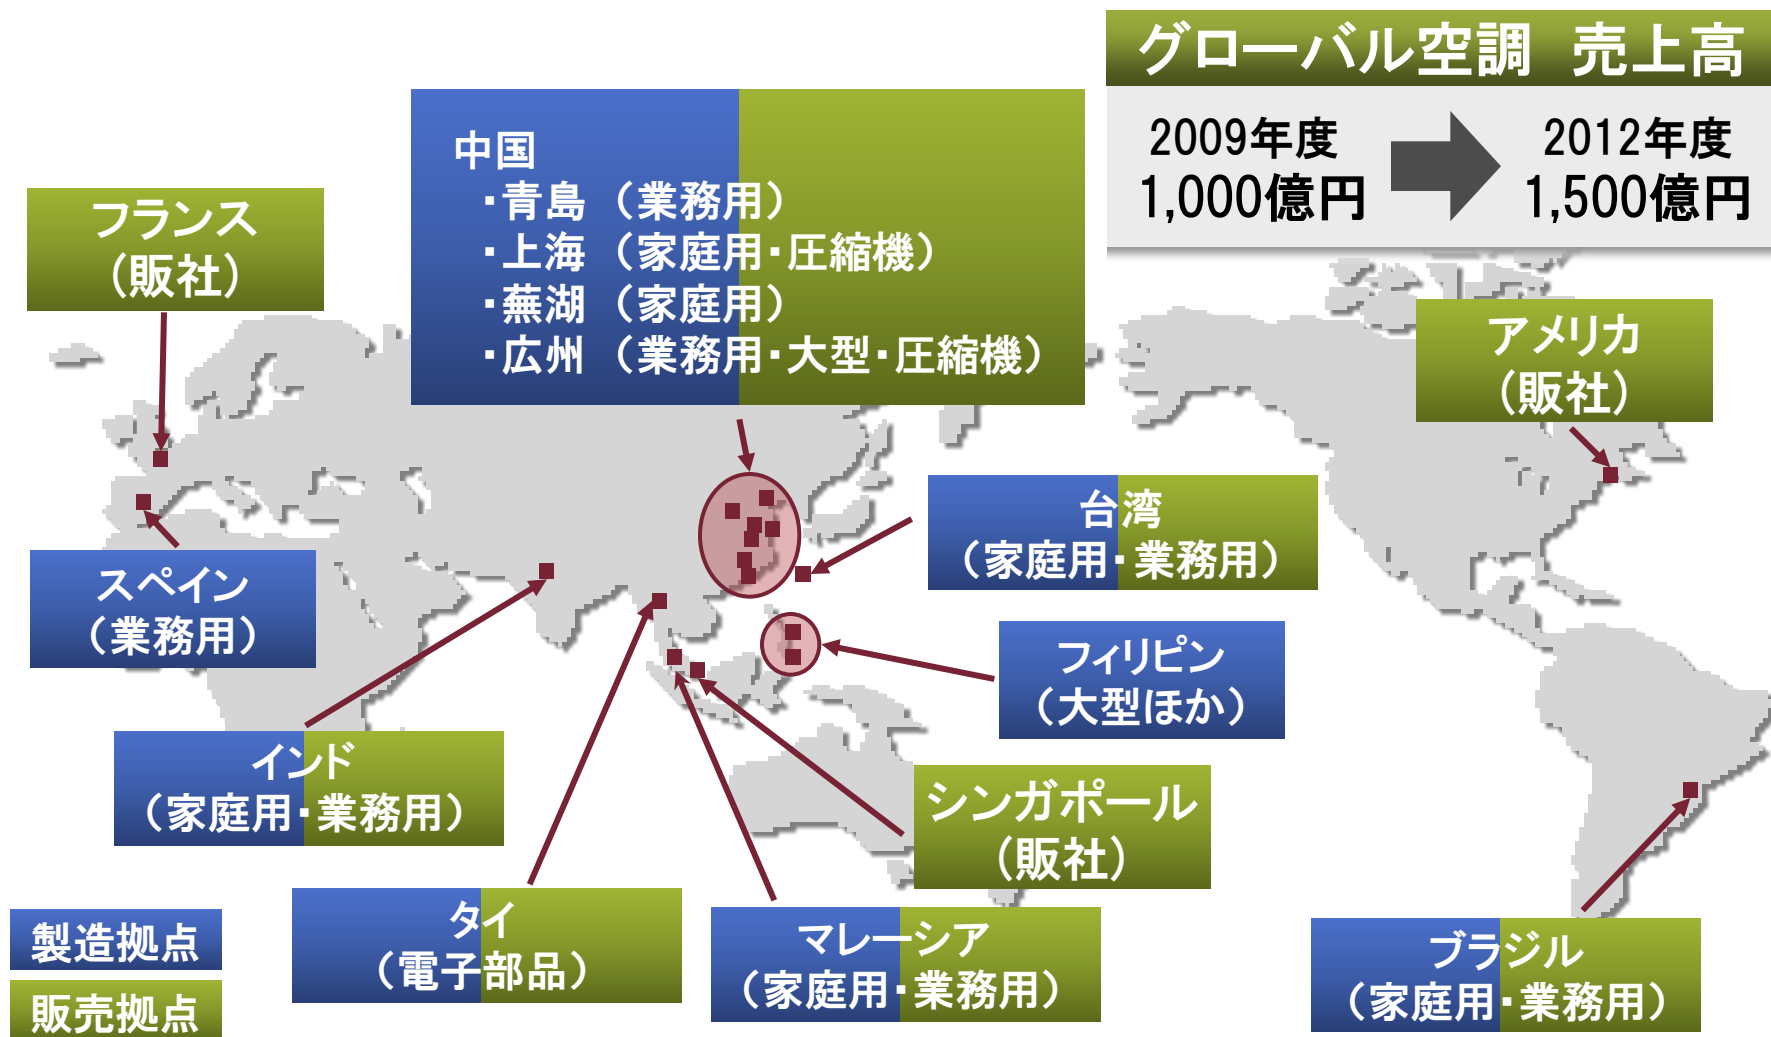 グローバル空調　売上高
2009年度
1,000億円
2012年度
1,500億円
中国
・青島（業務用）
・上海（家庭用・圧縮機）
・蕪湖（家庭用）
・広州（業務用・大型・圧縮機）
フランス
（販社）
アメリカ
（販社）
台湾
（家庭用・業務用）
スペイン
（業務用）
フィリピン
（大型ほか）
インド
（家庭用・業務用）
シンガポール
（販社）
タイ
（電子部品）
マレーシア
（家庭用・業務用）
ブラジル
（家庭用・業務用）
製造拠点
販売拠点